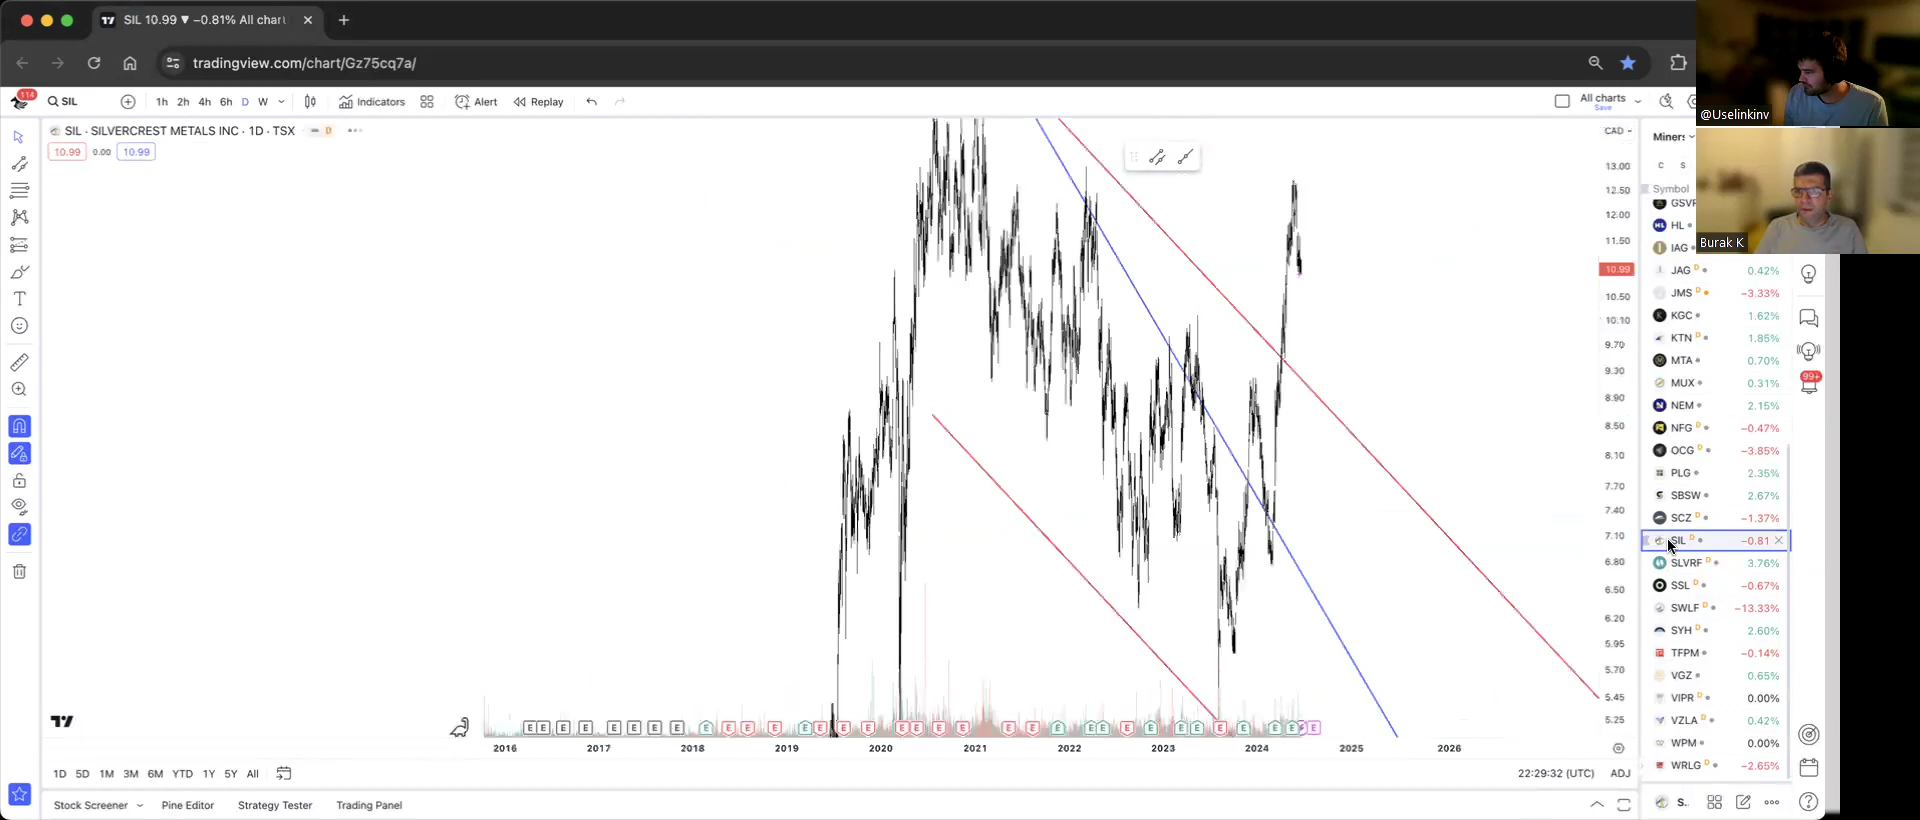 SIL 10.99 ▼ −0.81% All chart
tradingview.com/chart/Gz75cq7a/
@Uselinkinv
Burak K
114
SIL
1h 2h 4h 6h D W
Indicators
Alert
Replay
All charts
Save
SIL · SILVERCREST METALS INC · 1D · TSX
D
10.99 0.00 10.99
CAD
13.00
12.50
12.00
11.50
10.99
10.50
10.10
9.70
9.30
8.90
8.50
8.10
7.70
7.40
7.10
6.80
6.50
6.20
5.95
5.70
5.45
5.25
Miners
C S
Symbol
HL
IAG
JAG D 0.42%
JMS D −3.33%
KGC 1.62%
KTN D 1.85%
MTA 0.70%
MUX 0.31%
NEM 2.15%
NFG D −0.47%
OCG D −3.85%
PLG 2.35%
SBSW 2.67%
SCZ D −1.37%
SIL D −0.81
SLVRF D 3.76%
SSL D −0.67%
SWLF D −13.33%
SYH D 2.60%
TFPM −0.14%
VGZ 0.65%
VIPR D 0.00%
VZLA D 0.42%
WPM 0.00%
WRLG D −2.65%
99+
E E E E E E E E E E E E E E E E E E E E E E E E E E E E E E E E E E
2016 2017 2018 2019 2020 2021 2022 2023 2024 2025 2026
1D 5D 1M 3M 6M YTD 1Y 5Y All
22:29:32 (UTC) ADJ
Stock Screener Pine Editor Strategy Tester Trading Panel
S.